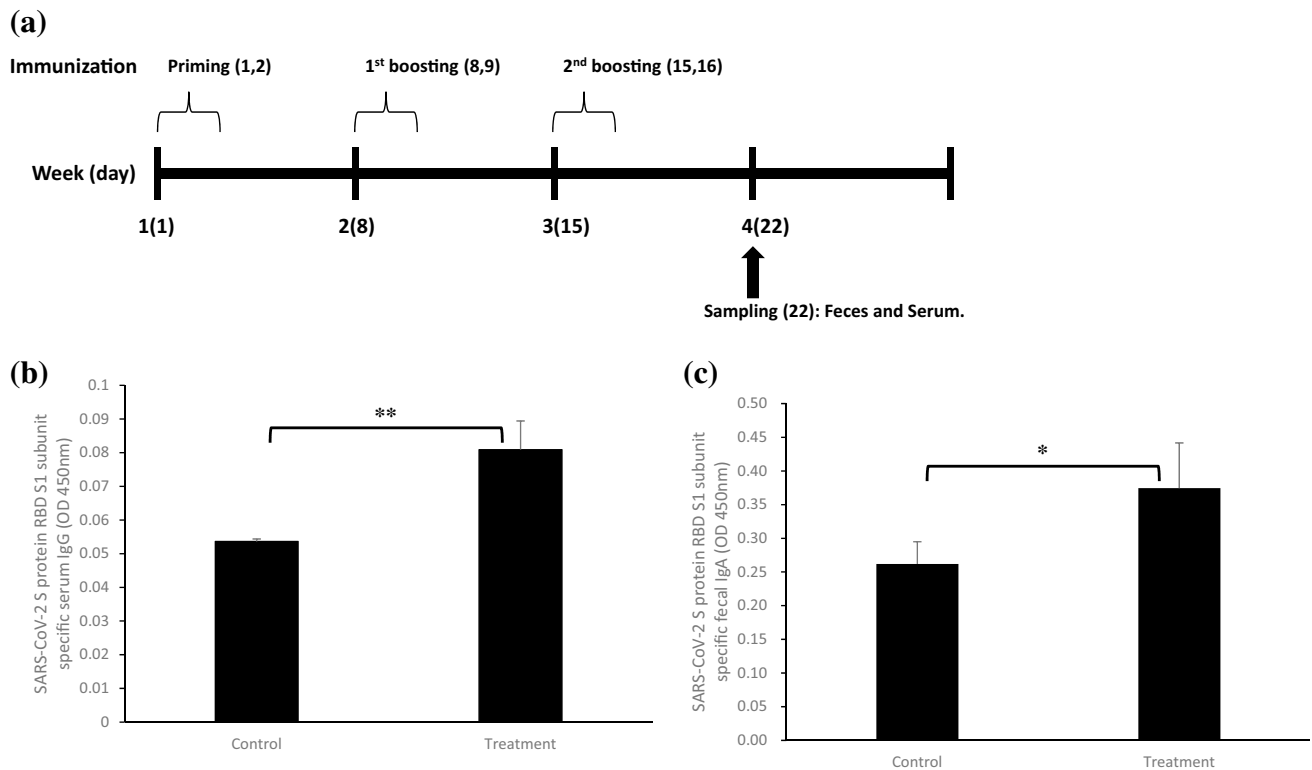 (a)
Immunization Priming (1,2) 1st boosting (8,9) 2nd boosting (15,16)
Week (day)
1(1) 2(8) 3(15) 4(22)
Sampling (22): Feces and Serum.
(b)
SARS-CoV-2 S protein RBD S1 subunit
specific serum IgG (OD 450nm)
0.1
0.09
0.08
0.07
0.06
0.05
0.04
0.03
0.02
0.01
0
**
Control Treatment
(c)
SARS-CoV-2 S protein RBD S1 subunit
specific fecal IgA (OD 450nm)
0.50
0.45
0.40
0.35
0.30
0.25
0.20
0.15
0.10
0.05
0.00
*
Control Treatment